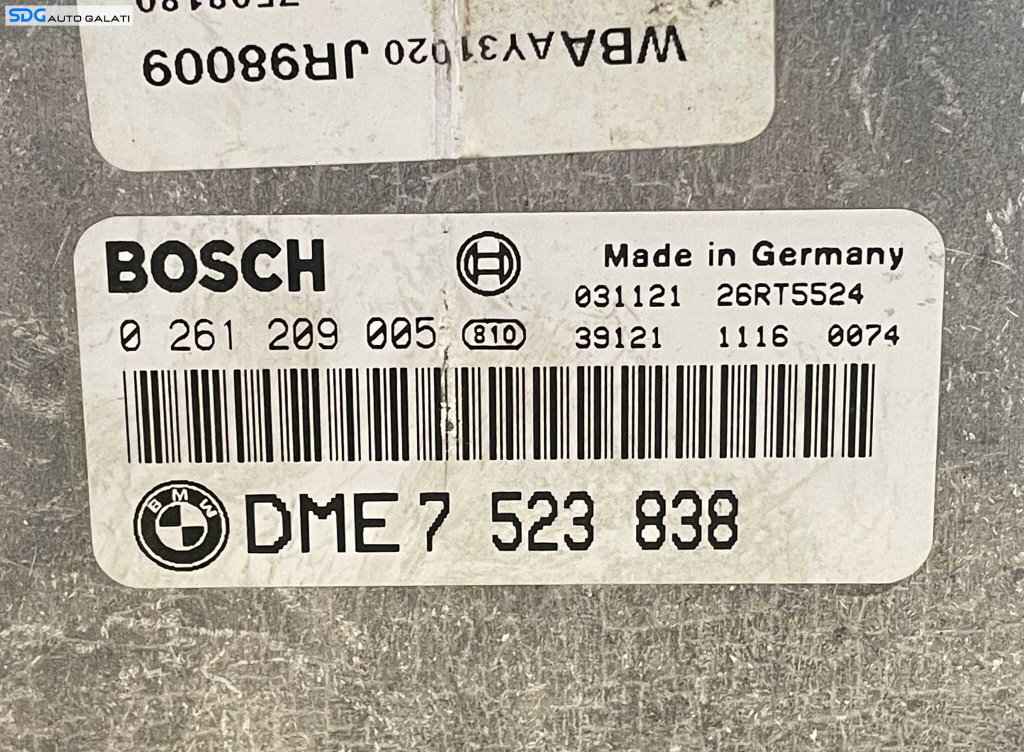 SDG AUTO GALATI
WBAAY31020 JR98009
BOSCH
Made in Germany
031121 26RT5524
0 261 209 005 810 39121 1116 0074
BMW DME 7 523 838